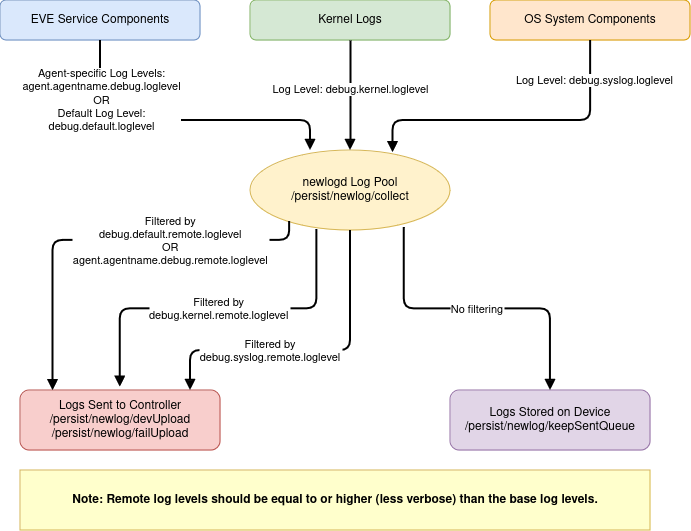 EVE Service Components
Kernel Logs
OS System Components
Agent-specific Log Levels:
agent.agentname.debug.loglevel
OR
Default Log Level:
debug.default.loglevel
Log Level: debug.kernel.loglevel
Log Level: debug.syslog.loglevel
newlogd Log Pool
/persist/newlog/collect
Filtered by
debug.default.remote.loglevel
OR
agent.agentname.debug.remote.loglevel
Filtered by
debug.kernel.remote.loglevel
No filtering
Filtered by
debug.syslog.remote.loglevel
Logs Sent to Controller
/persist/newlog/devUpload
/persist/newlog/failUpload
Logs Stored on Device
/persist/newlog/keepSentQueue
Note: Remote log levels should be equal to or higher (less verbose) than the base log levels.